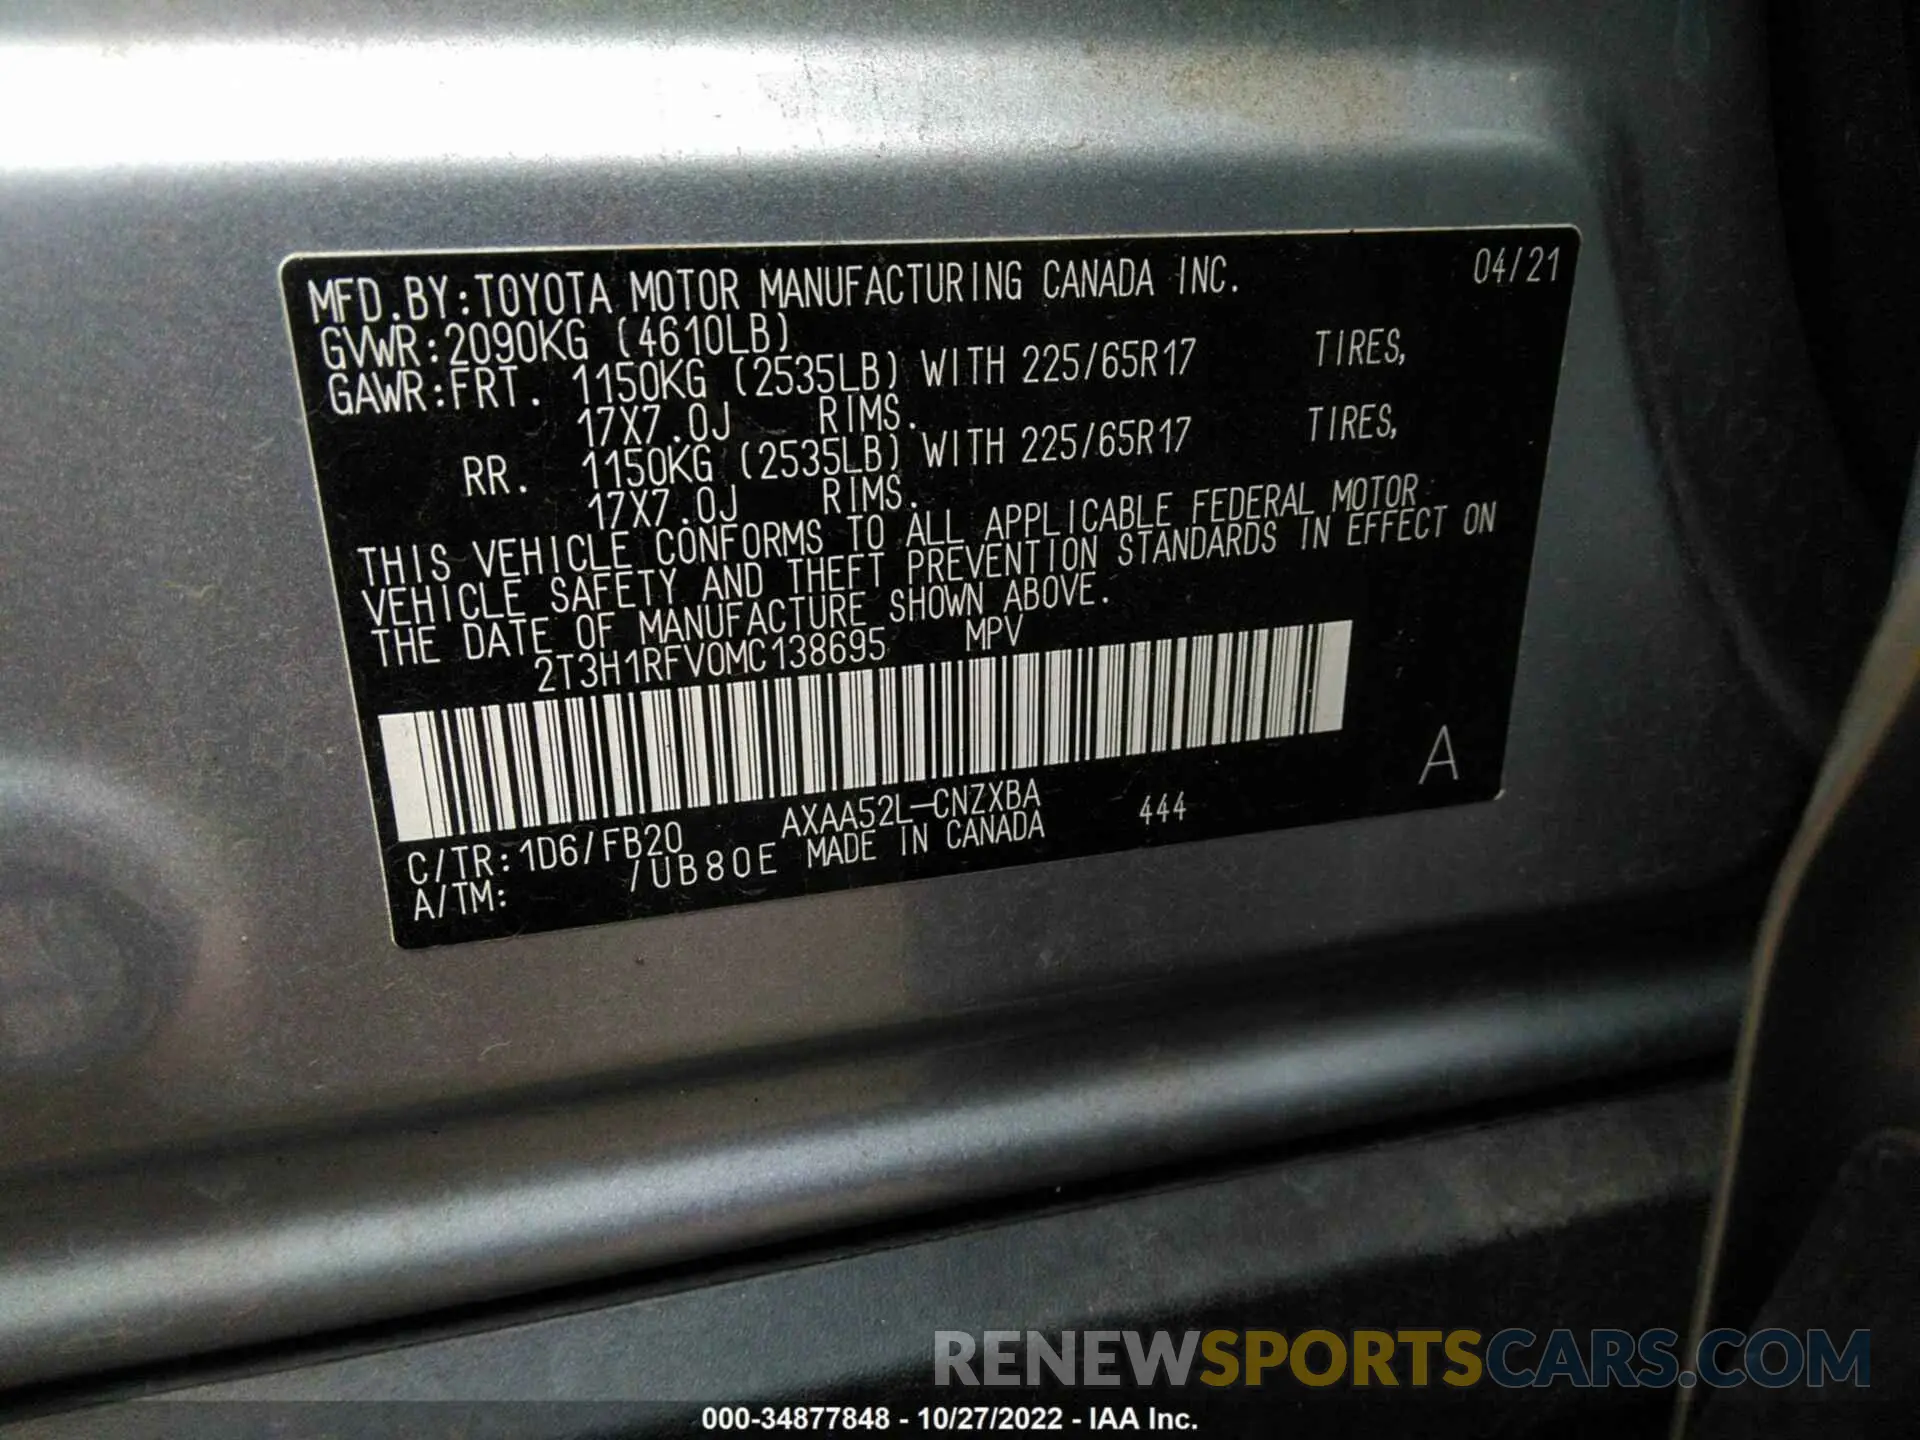 MFD.BY:TOYOTA MOTOR MANUFACTURING CANADA INC. 04/21
GVWR:2090KG (4610LB)
GAWR:FRT. 1150KG (2535LB) WITH 225/65R17 TIRES,
17X7.0J RIMS.
RR. 1150KG (2535LB) WITH 225/65R17 TIRES,
17X7.0J RIMS.
THIS VEHICLE CONFORMS TO ALL APPLICABLE FEDERAL MOTOR
VEHICLE SAFETY AND THEFT PREVENTION STANDARDS IN EFFECT ON
THE DATE OF MANUFACTURE SHOWN ABOVE.
2T3H1RFV0MC138695 MPV
A
C/TR:1D6/FB20 AXAA52L-CNZXBA 444
A/TM: /UB80E MADE IN CANADA
RENEWSPORTSCARS.COM
000-34877848 - 10/27/2022 - IAA Inc.